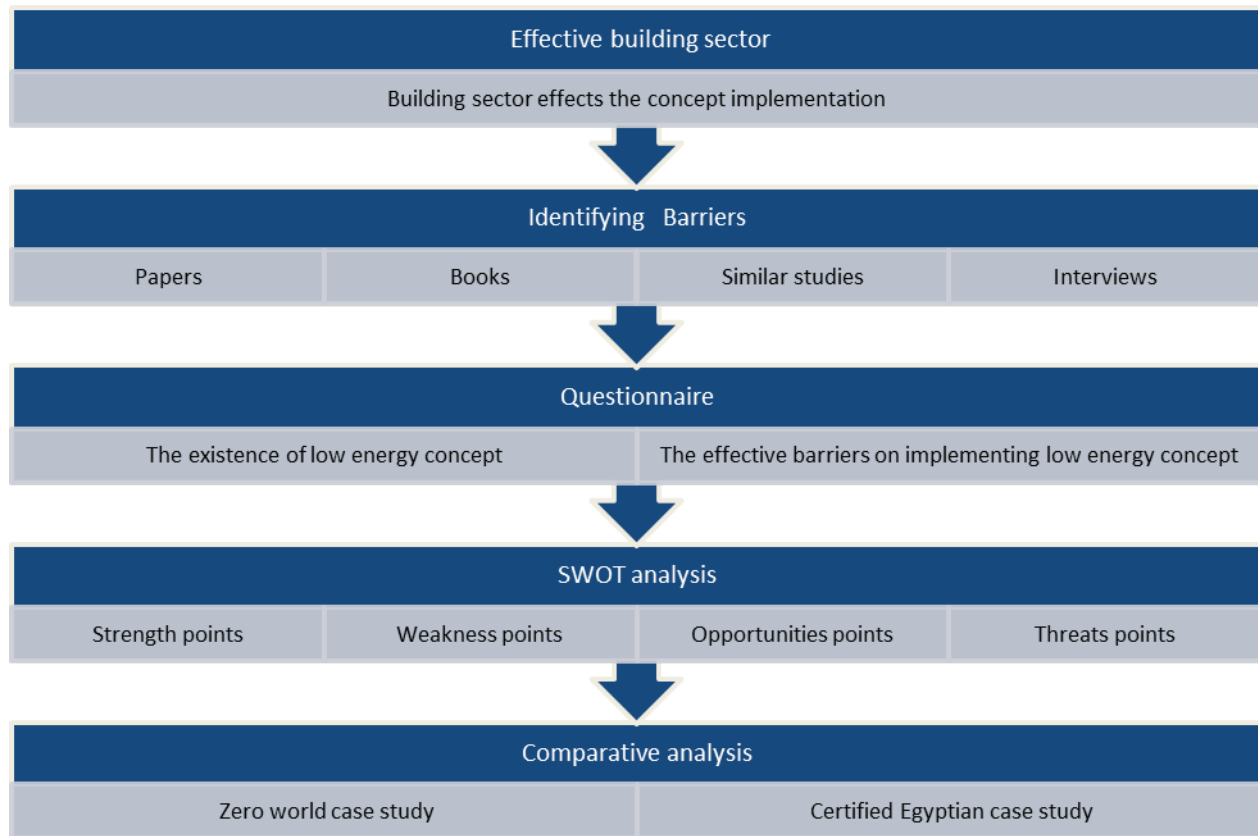 Effective building sector
Building sector effects the concept implementation
Identifying Barriers
Papers
Books
Similar studies
Interviews
Questionnaire
The existence of low energy concept
The effective barriers on implementing low energy concept
SWOT analysis
Strength points
Weakness points
Opportunities points
Threats points
Comparative analysis
Zero world case study
Certified Egyptian case study